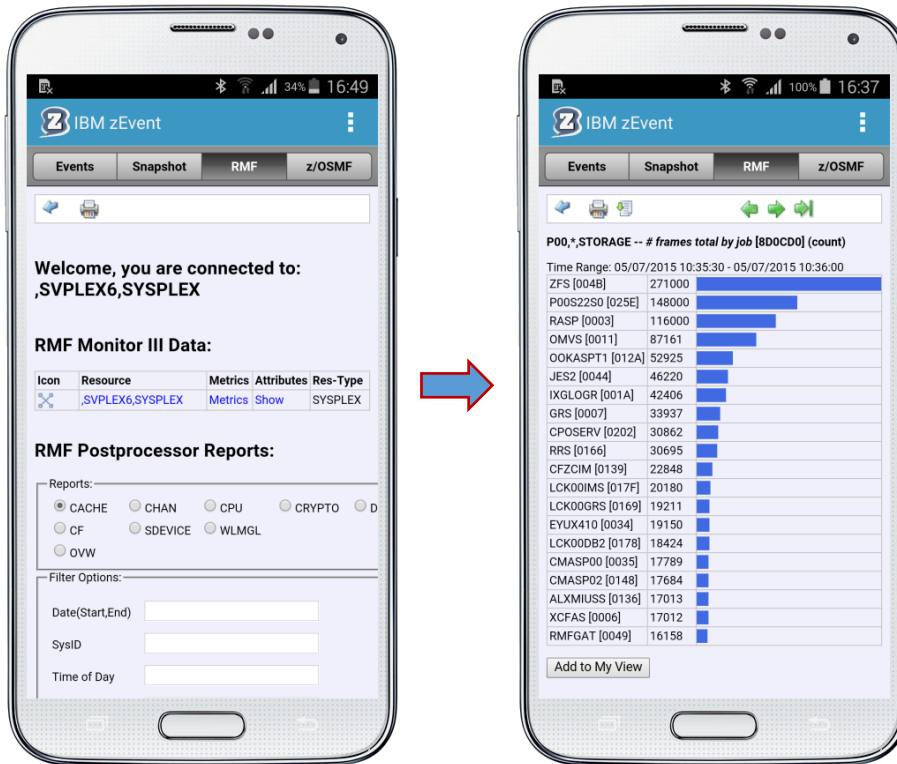 34% 16:49
IBM zEvent
Events Snapshot RMF z/OSMF
Welcome, you are connected to:
,SVPLEX6,SYSPLEX
RMF Monitor III Data:
Icon Resource Metrics Attributes Res-Type
,SVPLEX6,SYSPLEX Metrics Show SYSPLEX
RMF Postprocessor Reports:
Reports:
CACHE CHAN CPU CRYPTO D
CF SDEVICE WLMGL
OVW
Filter Options:
Date(Start,End)
SysID
Time of Day
100% 16:37
IBM zEvent
Events Snapshot RMF z/OSMF
P00,*,STORAGE -- # frames total by job [8D0CD0] (count)
Time Range: 05/07/2015 10:35:30 - 05/07/2015 10:36:00
ZFS [004B] 271000
P00S22S0 [025E] 148000
RASP [0003] 116000
OMVS [0011] 87161
OOKASPT1 [012A] 52925
JES2 [0044] 46220
IXGLOGR [001A] 42406
GRS [0007] 33937
CPOSERV [0202] 30862
RRS [0166] 30695
CFZCIM [0139] 22848
LCK00IMS [017F] 20180
LCK00GRS [0169] 19211
EYUX410 [0034] 19150
LCK00DB2 [0178] 18424
CMASP00 [0035] 17789
CMASP02 [0148] 17684
ALXMIUSS [0136] 17013
XCFAS [0006] 17012
RMFGAT [0049] 16158
Add to My View